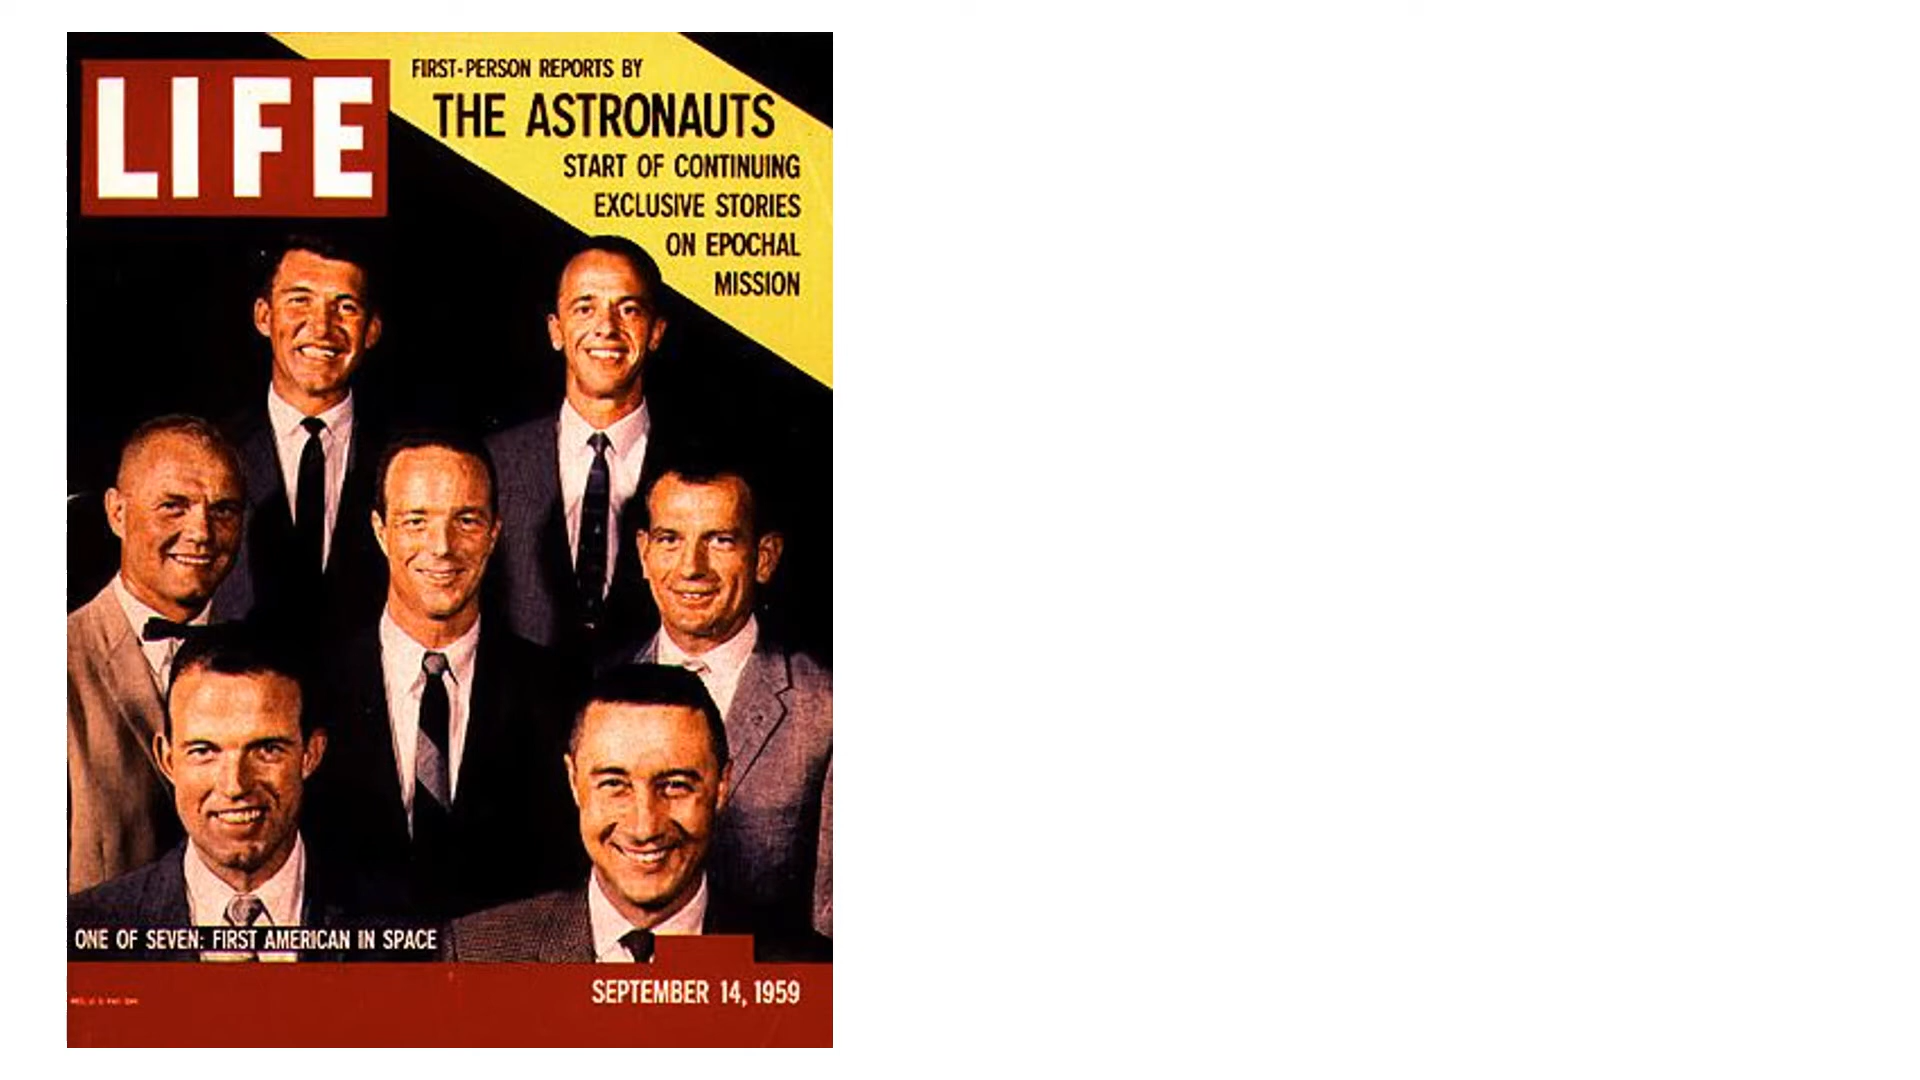 LIFE
FIRST-PERSON REPORTS BY
THE ASTRONAUTS
START OF CONTINUING
EXCLUSIVE STORIES
ON EPOCHAL
MISSION
ONE OF SEVEN: FIRST AMERICAN IN SPACE
SEPTEMBER 14, 1959